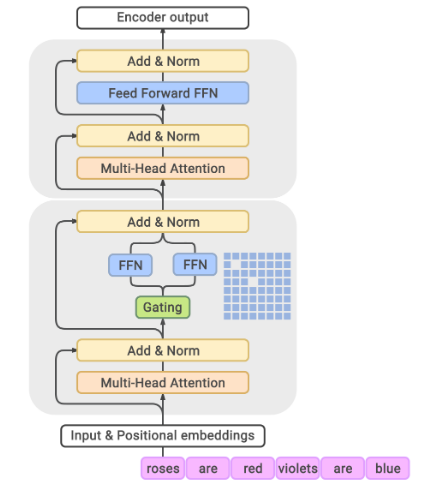 Encoder output
Add & Norm
Feed Forward FFN
Add & Norm
Multi-Head Attention
Add & Norm
FFN FFN
Gating
Add & Norm
Multi-Head Attention
Input & Positional embeddings
roses are red violets are blue